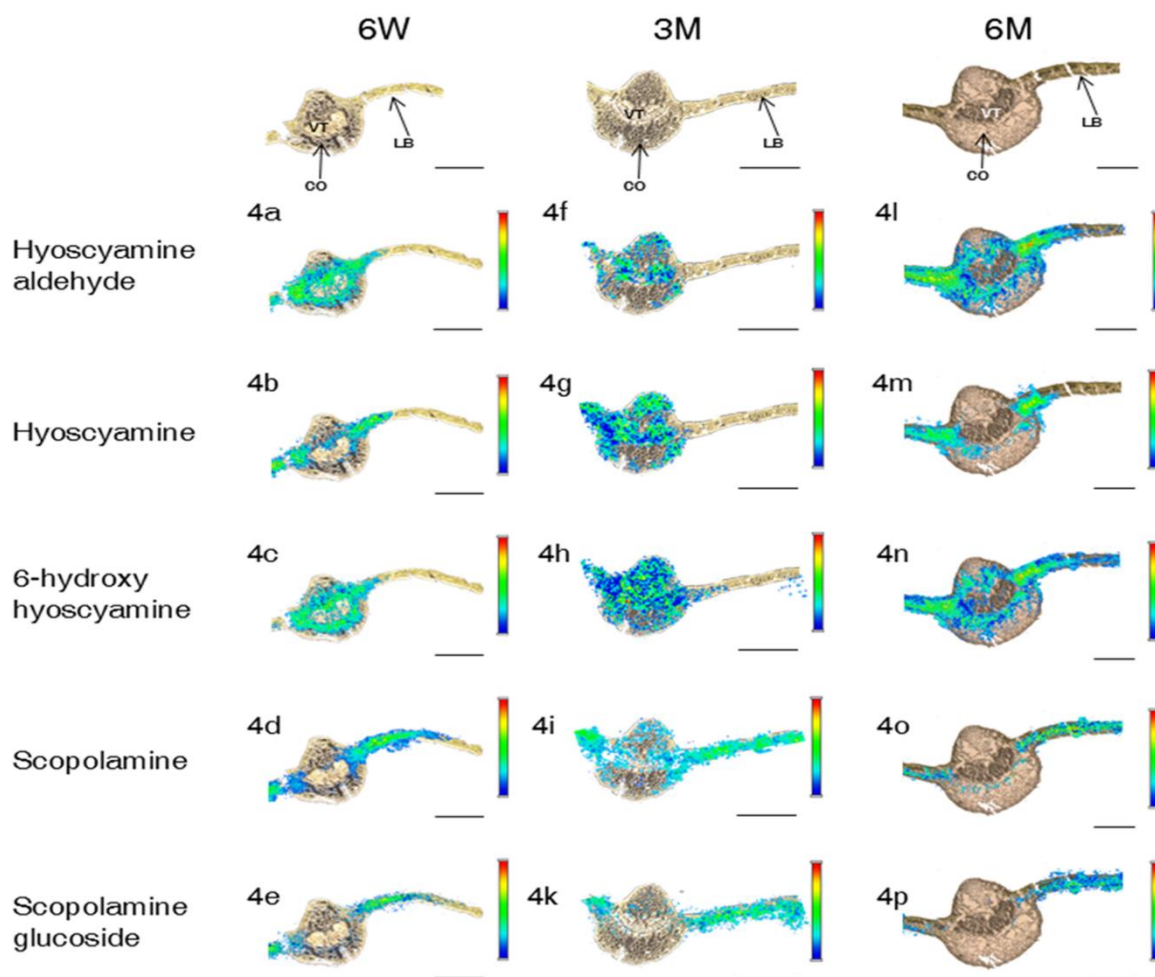 6W 3M 6M
VT LB CO
VT LB CO
VT LB CO
4a 4f 4l
Hyoscyamine
aldehyde
4b 4g 4m
Hyoscyamine
4c 4h 4n
6-hydroxy
hyoscyamine
4d 4i 4o
Scopolamine
4e 4k 4p
Scopolamine
glucoside